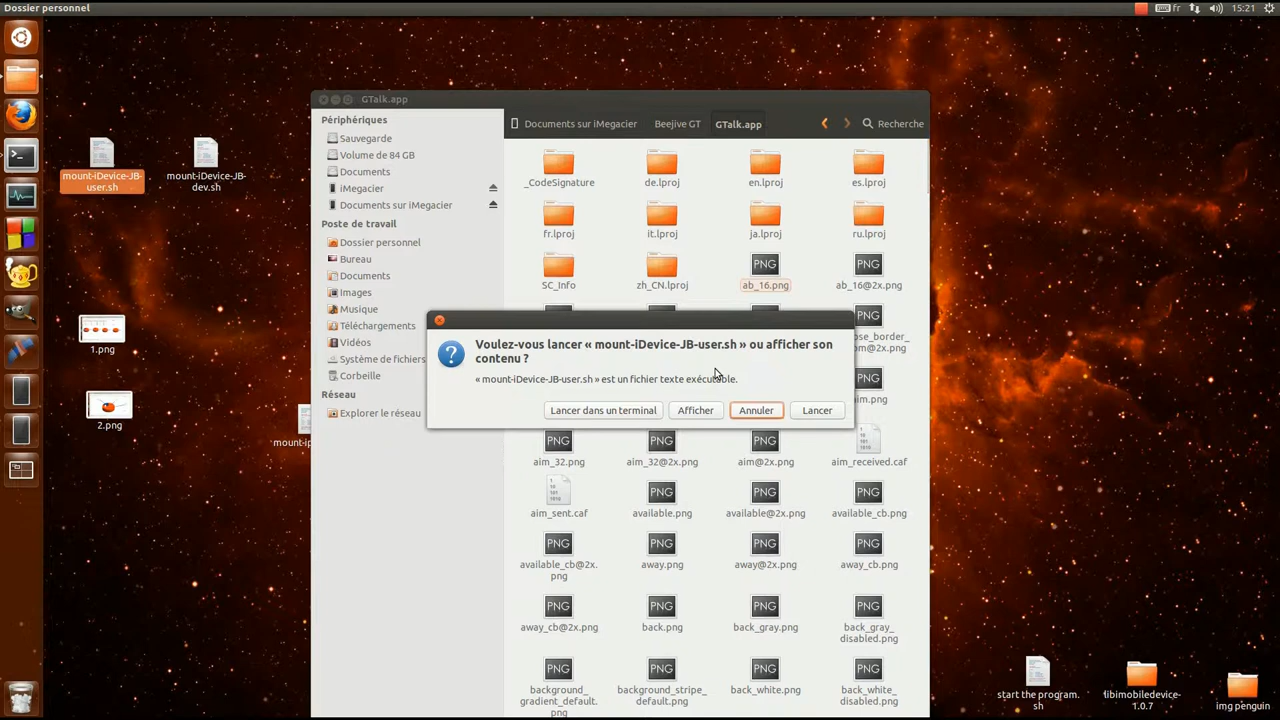 Dossier personnel
fr
15:21
mount-iDevice-JB-
user.sh
mount-iDevice-JB-
dev.sh
1.png
2.png
GTalk.app
Périphériques
Sauvegarde
Volume de 84 GB
Documents
iMegacier
Documents sur iMegacier
Poste de travail
Dossier personnel
Bureau
Documents
Images
Musique
Téléchargements
Vidéos
Système de fichiers
Corbeille
Réseau
Explorer le réseau
Documents sur iMegacier
Beejive GT
GTalk.app
Recherche
_CodeSignature
de.lproj
en.lproj
es.lproj
fr.lproj
it.lproj
ja.lproj
ru.lproj
SC_Info
zh_CN.lproj
PNG
PNG
ab_16.png
ab_16@2x.png
PNG
Voulez-vous lancer « mount-iDevice-JB-user.sh » ou afficher son
contenu ?
« mount-iDevice-JB-user.sh » est un fichier texte exécutable.
Lancer dans un terminal
Afficher
Annuler
Lancer
PNG
PNG
PNG
PNG
aim_32.png
aim_32@2x.png
aim@2x.png
aim_received.caf
PNG
PNG
PNG
aim_sent.caf
available.png
available@2x.png
available_cb.png
PNG
PNG
PNG
PNG
available_cb@2x.
png
away.png
away@2x.png
away_cb.png
PNG
PNG
PNG
PNG
away_cb@2x.png
back.png
back_gray.png
back_gray_
disabled.png
PNG
PNG
PNG
PNG
background_
gradient_default.
png
background_stripe_
default.png
back_white.png
back_white_
disabled.png
start the program.
sh
libimobiledevice-
1.0.7
img penguin